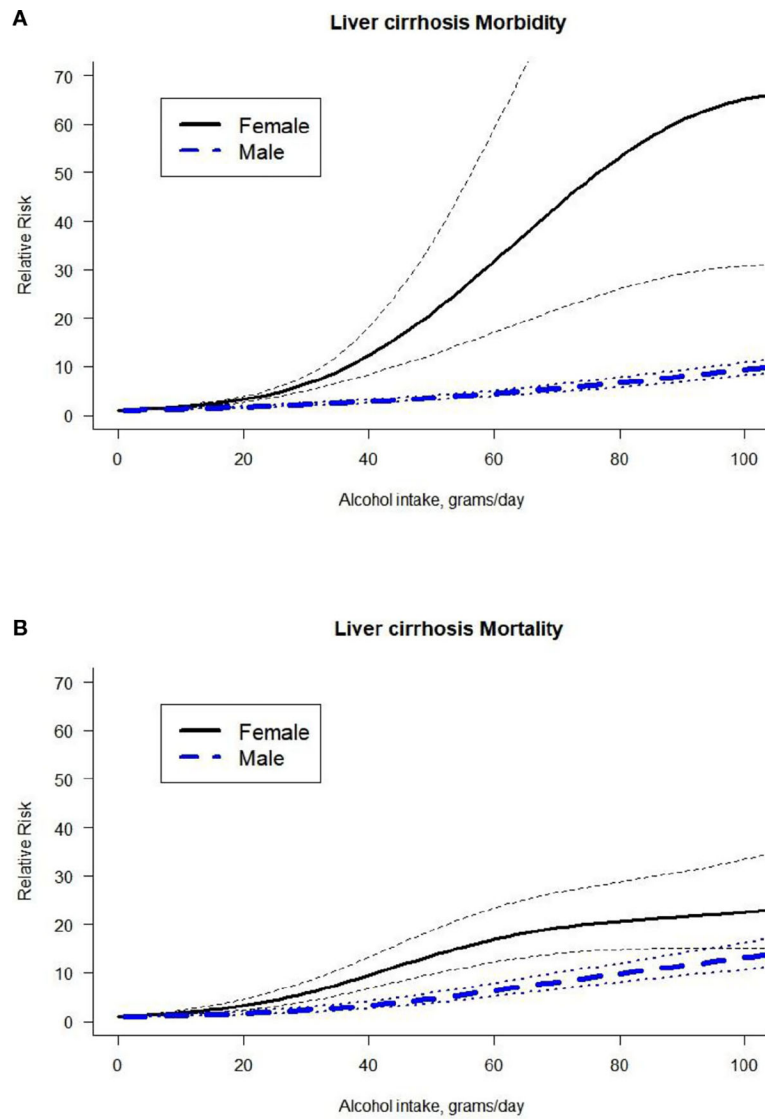 A
Liver cirrhosis Morbidity
70
60
50
40
30
20
10
0
Relative Risk
Female
Male
0 20 40 60 80 100
Alcohol intake, grams/day
B
Liver cirrhosis Mortality
70
60
50
40
30
20
10
0
Relative Risk
Female
Male
0 20 40 60 80 100
Alcohol intake, grams/day